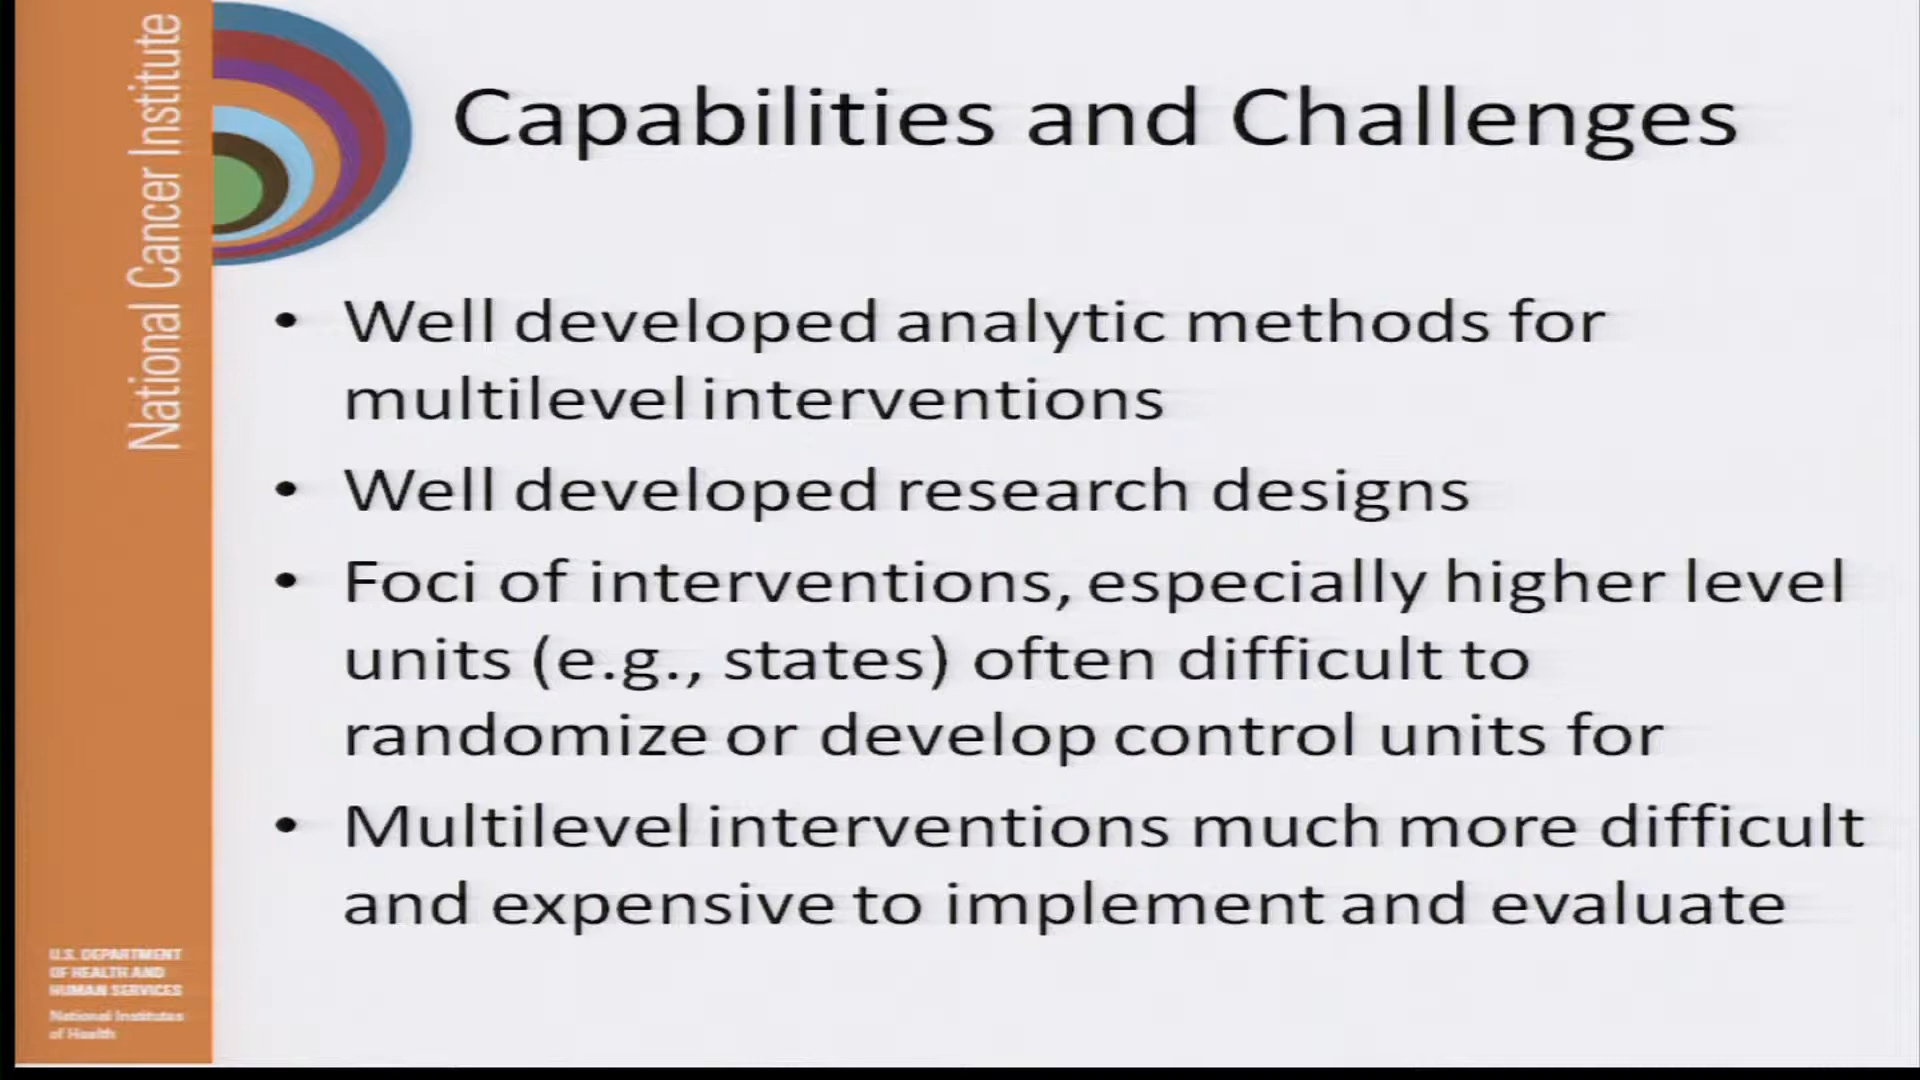 National Cancer Institute
Capabilities and Challenges
• Well developed analytic methods for
multilevel interventions
• Well developed research designs
• Foci of interventions, especially higher level
units (e.g., states) often difficult to
randomize or develop control units for
• Multilevel interventions much more difficult
and expensive to implement and evaluate
U.S. DEPARTMENT
OF HEALTH AND
HUMAN SERVICES
National Institutes
of Health